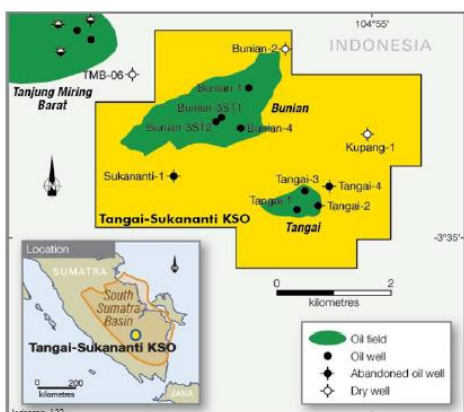 104°55'
INDONESIA
Bunian-2
TMB-06
Tanjung Miring
Barat
Bunian-1
Bunian-3ST1
Bunian
Bunian-3ST2
Bunian-4
Kupang-1
Sukananti-1
N
Tangai-3
Tangai-4
Tangai-1
Tangai-2
Tangai-Sukananti KSO
Tangai
-3°35'
Location
SUMATRA
South
Sumatra
Basin
Tangai-Sukananti KSO
0 200
kilometres
JAVA
0 2
kilometres
Oil field
Oil well
Abandoned oil well
Dry well